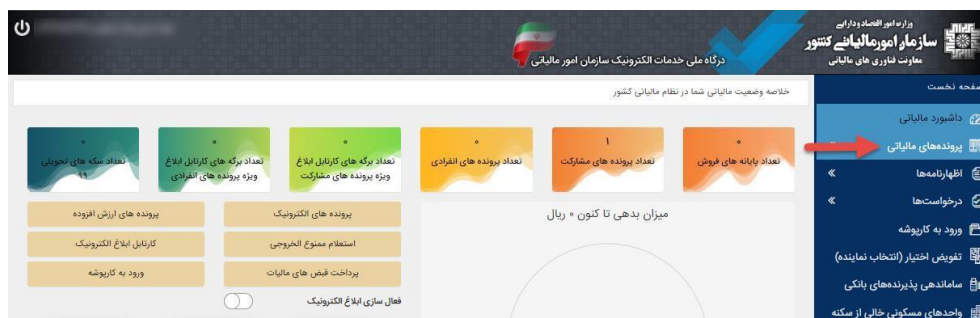 وزارت امور اقتصاد و دارایی
سازمان امور مالیاتی کشور
معاونت فناوری های مالیاتی
درگاه ملی خدمات الکترونیک سازمان امور مالیاتی
صفحه نخست
داشبورد مالیاتی
پرونده‌های مالیاتی
اظهارنامه‌ها
درخواست‌ها
ورود به کارپوشه
تفویض اختیار (انتخاب نماینده)
ساماندهی پذیرنده‌های بانکی
واحدهای مسکونی خالی از سکنه
خلاصه وضعیت مالیاتی شما در نظام مالیاتی کشور
۰
تعداد پایانه های فروش
۱
تعداد پرونده های مشارکت
۰
تعداد پرونده های انفرادی
۰
تعداد برگه های کارتابل ابلاغ
ویژه پرونده های مشارکت
۰
تعداد برگه های کارتابل ابلاغ
ویژه پرونده های انفرادی
۰
تعداد سکه های تحویلی
۹۹
میزان بدهی تا کنون ۰ ریال
پرونده های الکترونیک
پرونده های ارزش افزوده
استعلام ممنوع الخروجی
کارتابل ابلاغ الکترونیک
پرداخت قبض های مالیات
ورود به کارپوشه
فعال سازی ابلاغ الکترونیک